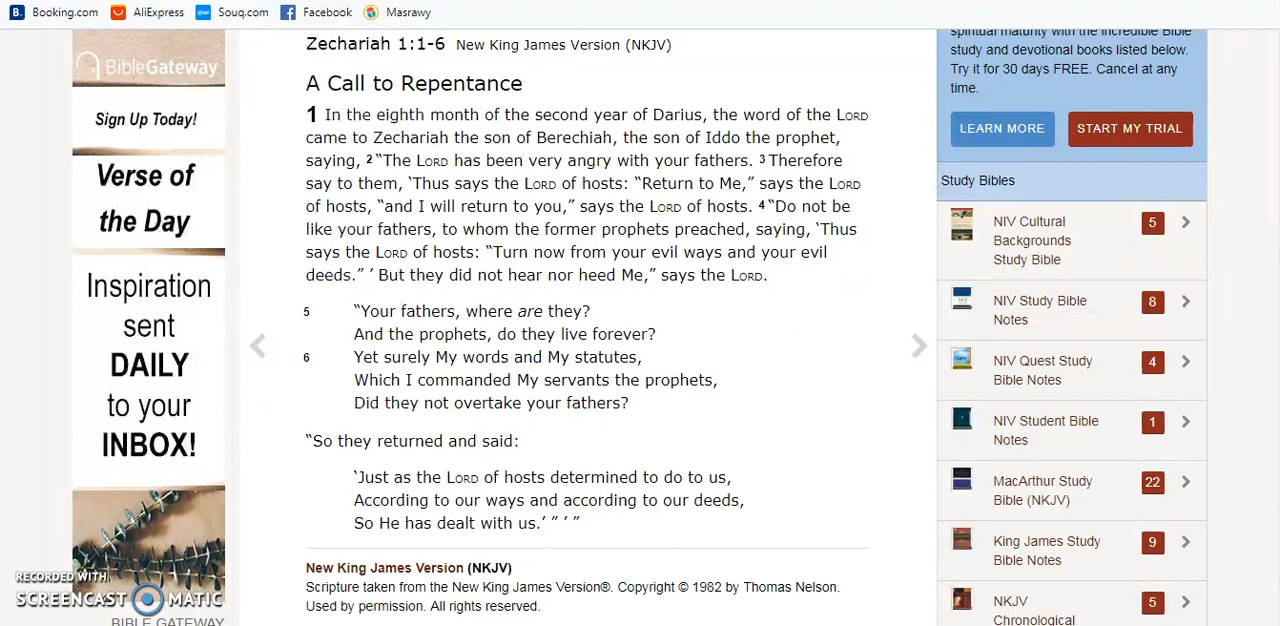 Booking.com
AliExpress
Souq.com
Facebook
Masrawy
BibleGateway
Sign Up Today!
Verse of
the Day
Inspiration
sent
DAILY
to your
INBOX!
RECORDED WITH
SCREENCAST MATIC
BIBLE GATEWAY
Zechariah 1:1-6 New King James Version (NKJV)
A Call to Repentance
1 In the eighth month of the second year of Darius, the word of the LORD
came to Zechariah the son of Berechiah, the son of Iddo the prophet,
saying, 2 “The LORD has been very angry with your fathers. 3 Therefore
say to them, ‘Thus says the LORD of hosts: “Return to Me,” says the LORD
of hosts, “and I will return to you,” says the LORD of hosts. 4 “Do not be
like your fathers, to whom the former prophets preached, saying, ‘Thus
says the LORD of hosts: “Turn now from your evil ways and your evil
deeds.” ’ But they did not hear nor heed Me,” says the LORD.
5 “Your fathers, where are they?
And the prophets, do they live forever?
6 Yet surely My words and My statutes,
Which I commanded My servants the prophets,
Did they not overtake your fathers?
“So they returned and said:
‘Just as the LORD of hosts determined to do to us,
According to our ways and according to our deeds,
So He has dealt with us.’ ” ’ ”
New King James Version (NKJV)
Scripture taken from the New King James Version®. Copyright © 1982 by Thomas Nelson.
Used by permission. All rights reserved.
spiritual maturity with the incredible Bible
study and devotional books listed below.
Try it for 30 days FREE. Cancel at any
time.
LEARN MORE
START MY TRIAL
Study Bibles
NIV Cultural
Backgrounds
Study Bible
5
NIV Study Bible
Notes
8
NIV Quest Study
Bible Notes
4
NIV Student Bible
Notes
1
MacArthur Study
Bible (NKJV)
22
King James Study
Bible Notes
9
NKJV
Chronological
5